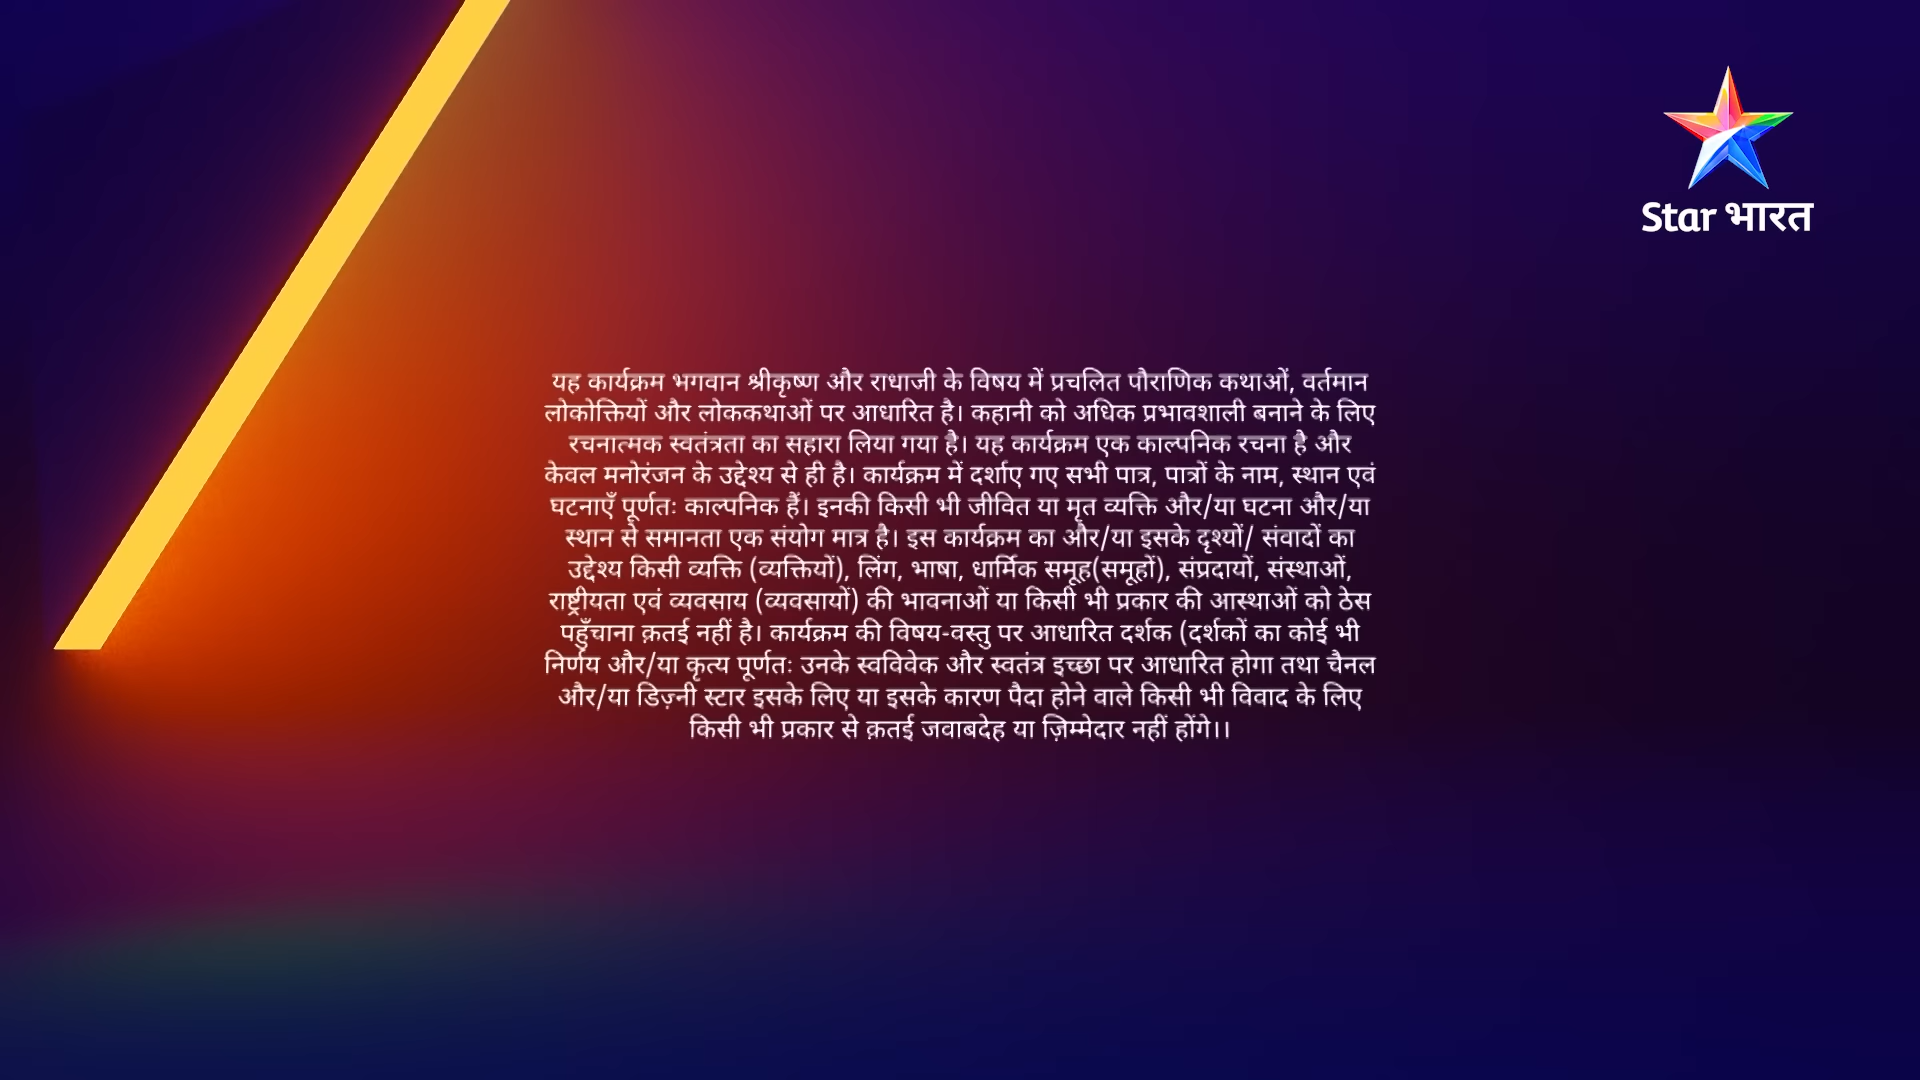 Star भारत
यह कार्यक्रम भगवान श्रीकृष्ण और राधाजी के विषय में प्रचलित पौराणिक कथाओं, वर्तमान
लोकोक्तियों और लोककथाओं पर आधारित है। कहानी को अधिक प्रभावशाली बनाने के लिए
रचनात्मक स्वतंत्रता का सहारा लिया गया है। यह कार्यक्रम एक काल्पनिक रचना है और
केवल मनोरंजन के उद्देश्य से ही है। कार्यक्रम में दर्शाए गए सभी पात्र, पात्रों के नाम, स्थान एवं
घटनाएँ पूर्णतः काल्पनिक हैं। इनकी किसी भी जीवित या मृत व्यक्ति और/या घटना और/या
स्थान से समानता एक संयोग मात्र है। इस कार्यक्रम का और/या इसके दृश्यों/ संवादों का
उद्देश्य किसी व्यक्ति (व्यक्तियों), लिंग, भाषा, धार्मिक समूह(समूहों), संप्रदायों, संस्थाओं,
राष्ट्रीयता एवं व्यवसाय (व्यवसायों) की भावनाओं या किसी भी प्रकार की आस्थाओं को ठेस
पहुँचाना क़तई नहीं है। कार्यक्रम की विषय-वस्तु पर आधारित दर्शक (दर्शकों का कोई भी
निर्णय और/या कृत्य पूर्णतः उनके स्वविवेक और स्वतंत्र इच्छा पर आधारित होगा तथा चैनल
और/या डिज़्नी स्टार इसके लिए या इसके कारण पैदा होने वाले किसी भी विवाद के लिए
किसी भी प्रकार से क़तई जवाबदेह या ज़िम्मेदार नहीं होंगे।।